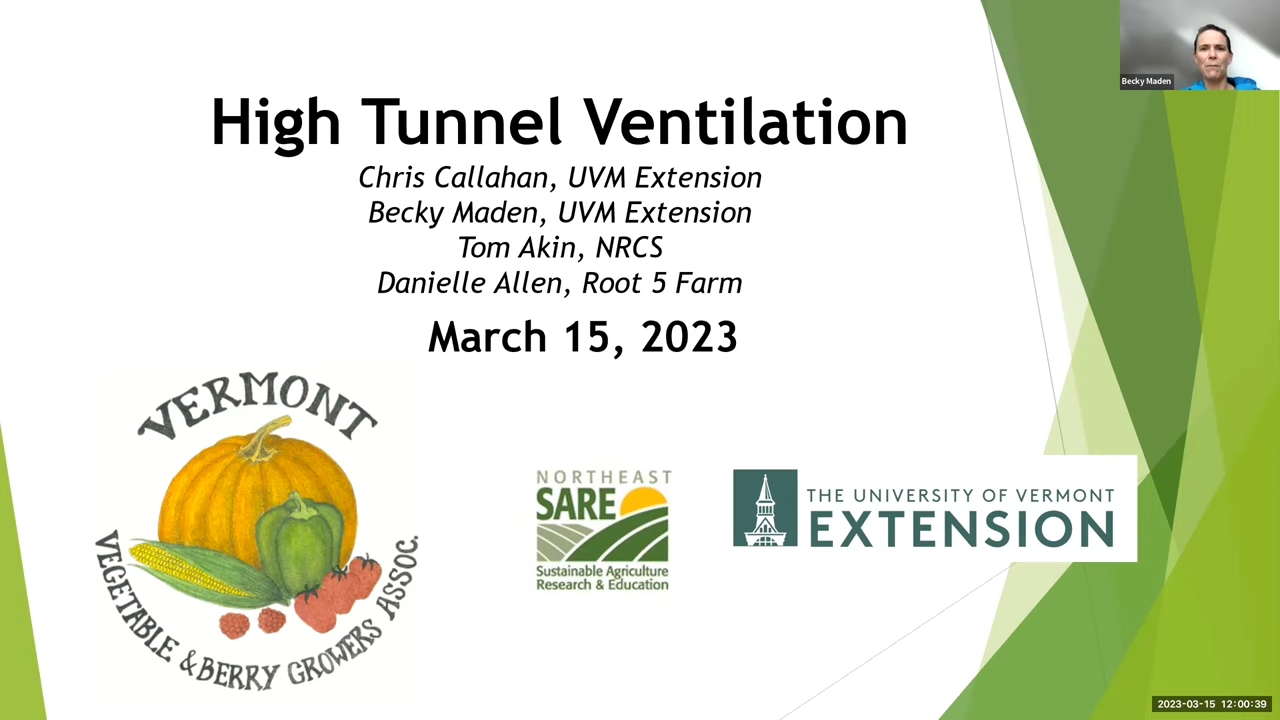 Becky Maden
High Tunnel Ventilation
Chris Callahan, UVM Extension
Becky Maden, UVM Extension
Tom Akin, NRCS
Danielle Allen, Root 5 Farm
March 15, 2023
VERMONT
VEGETABLE & BERRY GROWERS ASSOC.
NORTHEAST
SARE
Sustainable Agriculture
Research & Education
THE UNIVERSITY OF VERMONT
EXTENSION
2023-03-15 12:00:39